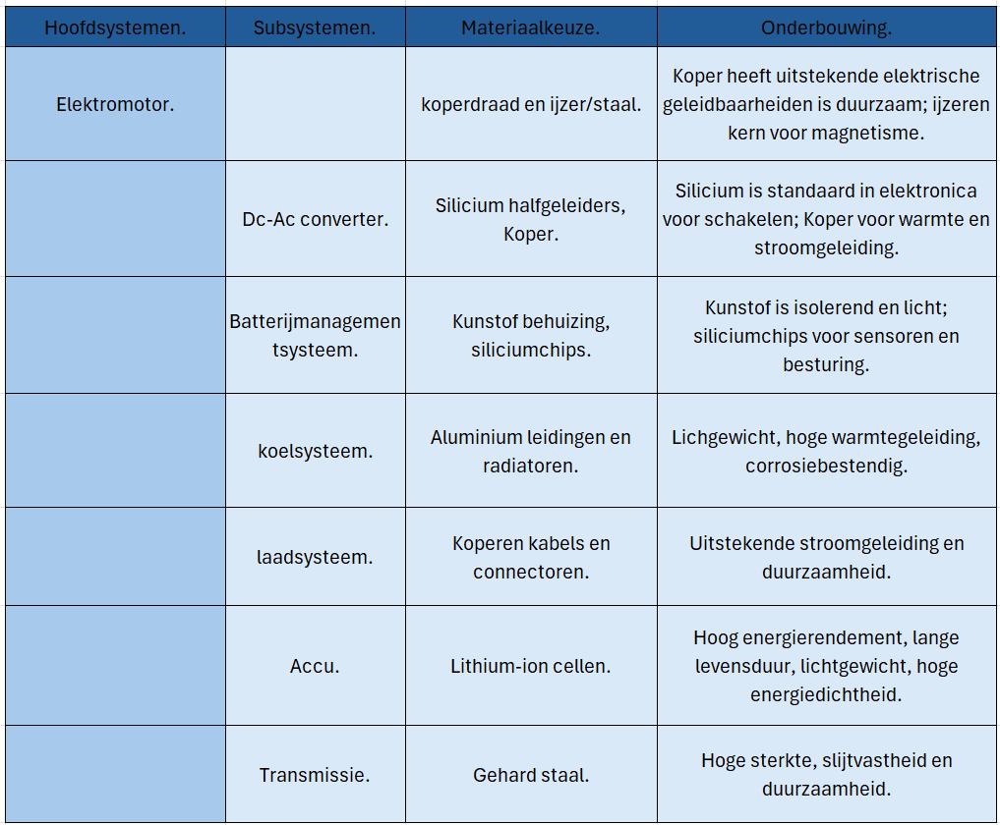 Hoofdsystemen. Subsystemen. Materiaalkeuze. Onderbouwing.
Elektromotor. koperdraad en ijzer/staal. Koper heeft uitstekende elektrische
geleidbaarheiden is duurzaam; ijzeren
kern voor magnetisme.
Dc-Ac converter. Silicium halfgeleiders,
Koper. Silicium is standaard in elektronica
voor schakelen; Koper voor warmte en
stroomgeleiding.
Batterijmanagemen
tsysteem. Kunstof behuizing,
siliciumchips. Kunstof is isolerend en licht;
siliciumchips voor sensoren en
besturing.
koelsysteem. Aluminium leidingen en
radiatoren. Lichgewicht, hoge warmtegeleiding,
corrosiebestendig.
laadsysteem. Koperen kabels en
connectoren. Uitstekende stroomgeleiding en
duurzaamheid.
Accu. Lithium-ion cellen. Hoog energierendement, lange
levensduur, lichtgewicht, hoge
energiedichtheid.
Transmissie. Gehard staal. Hoge sterkte, slijtvastheid en
duurzaamheid.